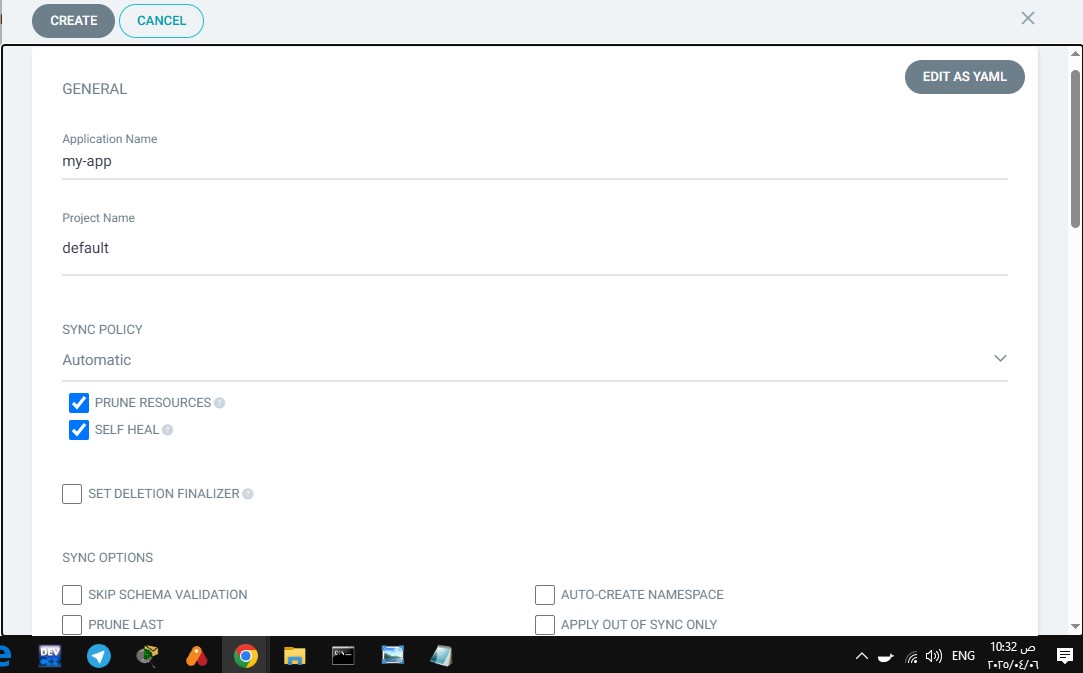 CREATE
CANCEL
GENERAL
EDIT AS YAML
Application Name
my-app
Project Name
default
SYNC POLICY
Automatic
PRUNE RESOURCES
SELF HEAL
SET DELETION FINALIZER
SYNC OPTIONS
SKIP SCHEMA VALIDATION
AUTO-CREATE NAMESPACE
PRUNE LAST
APPLY OUT OF SYNC ONLY
DEV
C++
ENG
10:32 ص
٢٠٢٥/٠٤/٠٦